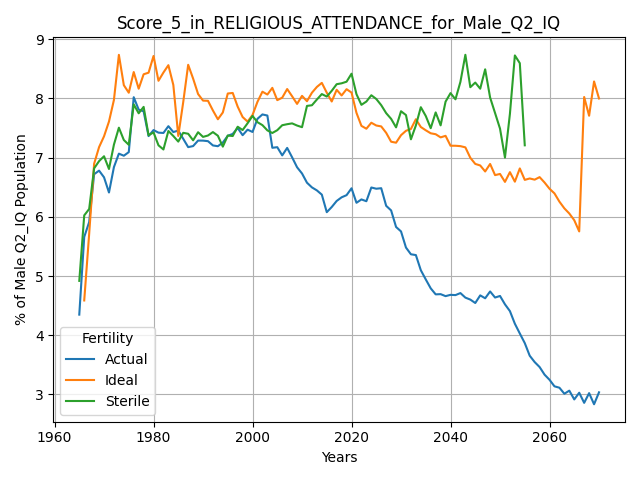 Score_5_in_RELIGIOUS_ATTENDANCE_for_Male_Q2_IQ
% of Male Q2_IQ Population
9
8
7
6
5
4
3
Fertility
Actual
Ideal
Sterile
1960 1980 2000 2020 2040 2060
Years